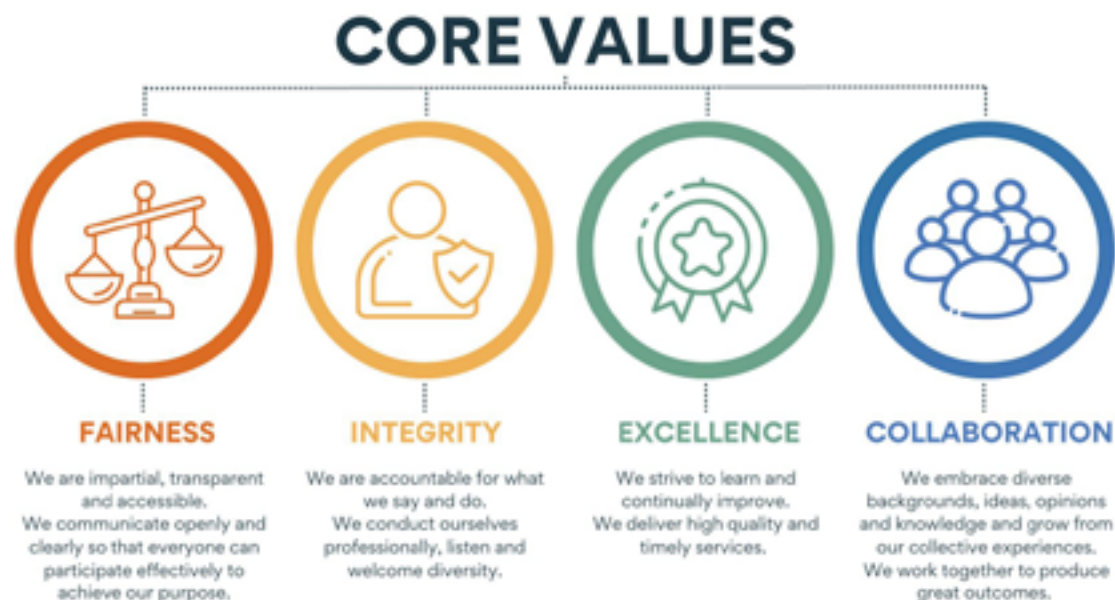 CORE VALUES
FAIRNESS
We are impartial, transparent
and accessible.
We communicate openly and
clearly so that everyone can
participate effectively to
achieve our purpose.
INTEGRITY
We are accountable for what
we say and do.
We conduct ourselves
professionally, listen and
welcome diversity.
EXCELLENCE
We strive to learn and
continually improve.
We deliver high quality and
timely services.
COLLABORATION
We embrace diverse
backgrounds, ideas, opinions
and knowledge and grow from
our collective experiences.
We work together to produce
great outcomes.